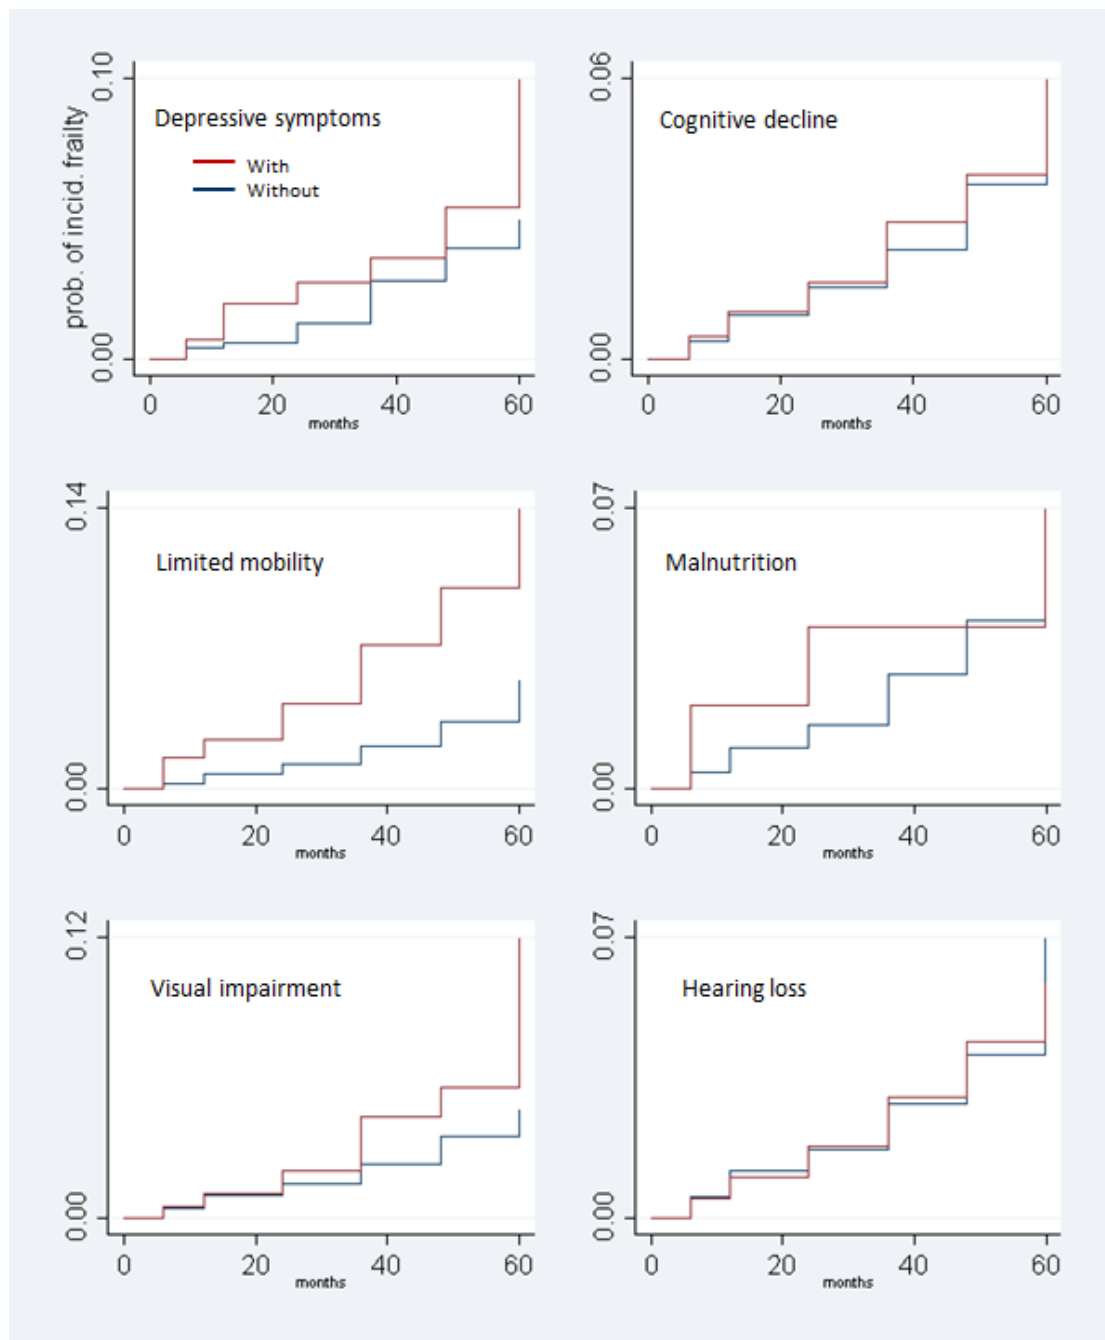 0.10
prob. of incid. frailty
Depressive symptoms
With
Without
0.00
0 20 40 60
months
0.06
Cognitive decline
0.00
0 20 40 60
months
0.14
Limited mobility
0.00
0 20 40 60
months
0.07
Malnutrition
0.00
0 20 40 60
months
0.12
Visual impairment
0.00
0 20 40 60
months
0.07
Hearing loss
0.00
0 20 40 60
months